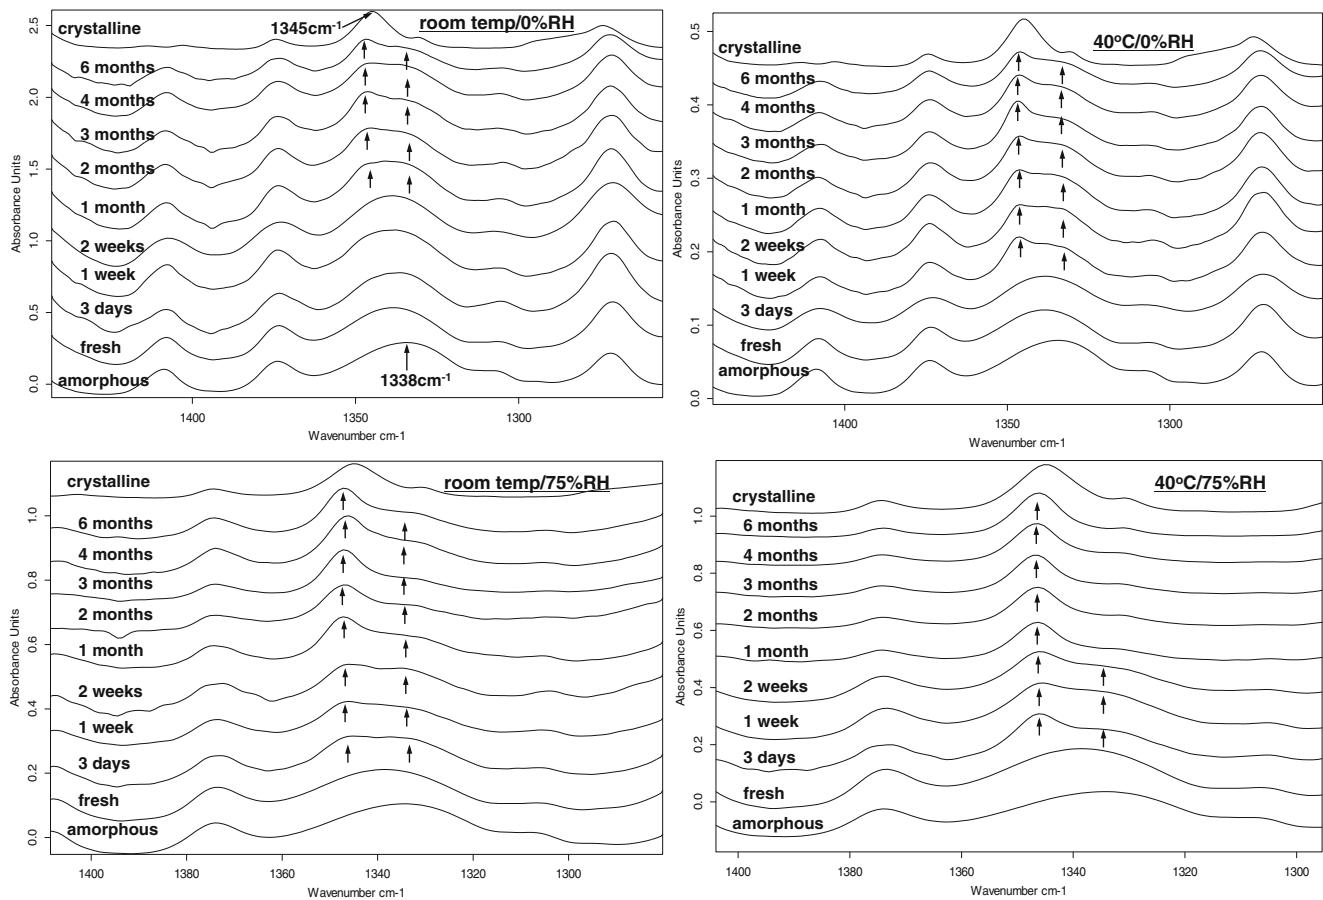 room temp/0%RH
1345cm-1
crystalline
6 months
4 months
3 months
2 months
1 month
2 weeks
1 week
3 days
fresh
amorphous
1338cm-1
Absorbance Units
0.0
0.5
1.0
1.5
2.0
2.5
1400
1350
1300
Wavenumber cm-1
40oC/0%RH
crystalline
6 months
4 months
3 months
2 months
1 month
2 weeks
1 week
3 days
fresh
amorphous
Absorbance Units
0.0
0.1
0.2
0.3
0.4
0.5
1400
1350
1300
Wavenumber cm-1
room temp/75%RH
crystalline
6 months
4 months
3 months
2 months
1 month
2 weeks
1 week
3 days
fresh
amorphous
Absorbance Units
0.0
0.2
0.4
0.6
0.8
1.0
1400
1380
1360
1340
1320
1300
Wavenumber cm-1
40oC/75%RH
crystalline
6 months
4 months
3 months
2 months
1 month
2 weeks
1 week
3 days
fresh
amorphous
Absorbance Units
0.0
0.2
0.4
0.6
0.8
1.0
1400
1380
1360
1340
1320
1300
Wavenumber cm-1